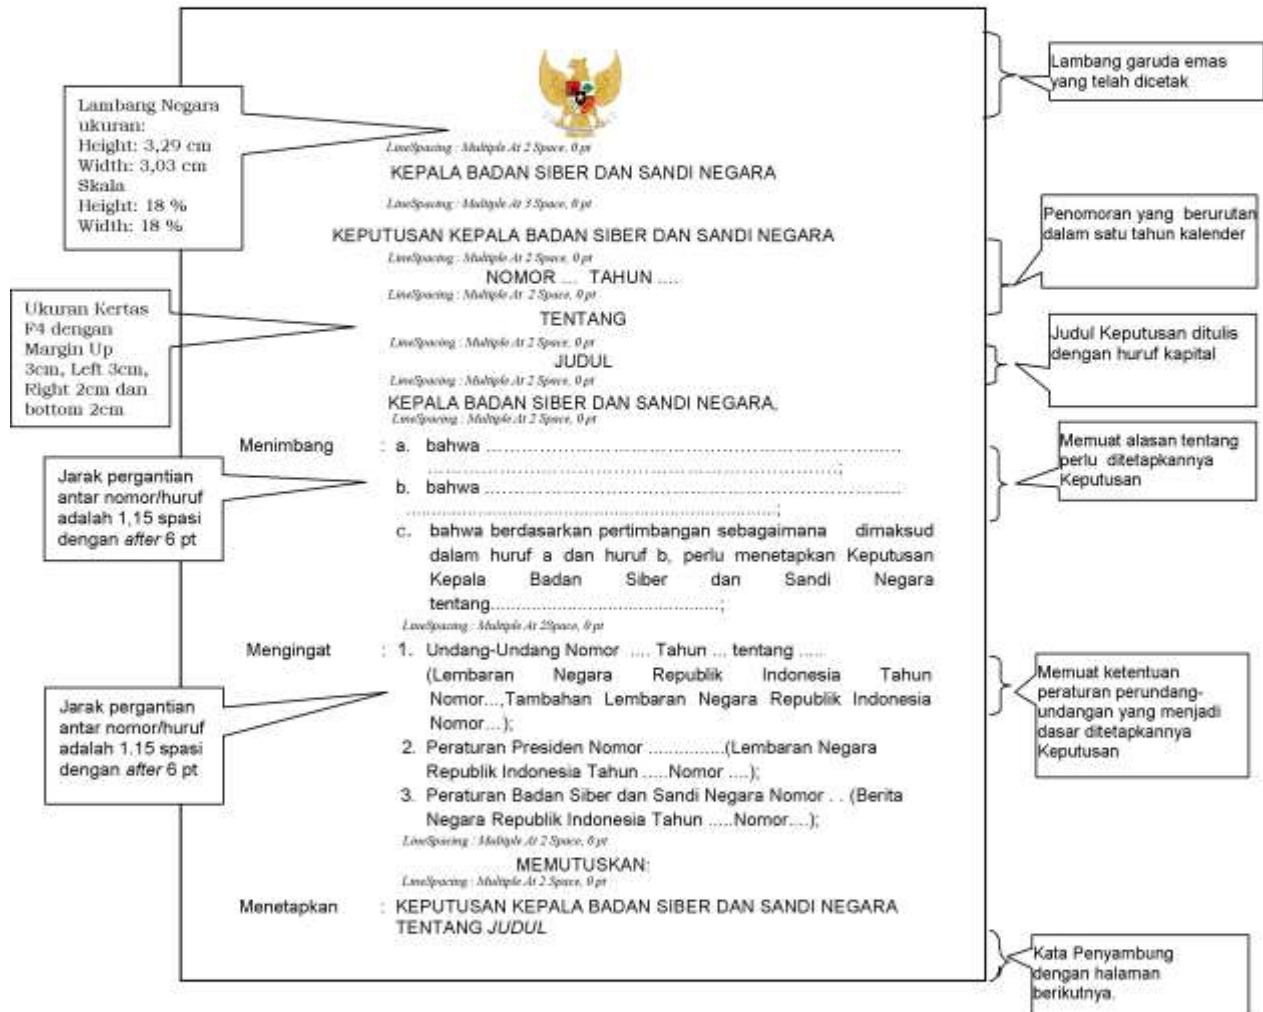 Lambang garuda emas
yang telah dicetak
Lambang Negara
ukuran:
Height: 3,29 cm
Width: 3,03 cm
Skala
Height: 18 %
Width: 18 %
LineSpacing : Multiple At 2 Space, 0 pt
KEPALA BADAN SIBER DAN SANDI NEGARA
LineSpacing : Multiple At 3 Space, 0 pt
Penomoran yang berurutan
dalam satu tahun kalender
KEPUTUSAN KEPALA BADAN SIBER DAN SANDI NEGARA
LineSpacing : Multiple At 2 Space, 0 pt
NOMOR ... TAHUN ....
LineSpacing : Multiple At 2 Space, 0 pt
Ukuran Kertas
F4 dengan
Margin Up
3cm, Left 3cm,
Right 2cm dan
bottom 2cm
TENTANG
LineSpacing : Multiple At 2 Space, 0 pt
JUDUL
LineSpacing : Multiple At 2 Space, 0 pt
Judul Keputusan ditulis
dengan huruf kapital
KEPALA BADAN SIBER DAN SANDI NEGARA,
LineSpacing : Multiple At 2 Space, 0 pt
Menimbang : a. bahwa ....................................................................
....................................................................;
b. bahwa ....................................................................
....................................................................;
Memuat alasan tentang
perlu ditetapkannya
Keputusan
Jarak pergantian
antar nomor/huruf
adalah 1,15 spasi
dengan after 6 pt
c. bahwa berdasarkan pertimbangan sebagaimana dimaksud
dalam huruf a dan huruf b, perlu menetapkan Keputusan
Kepala Badan Siber dan Sandi Negara
tentang............................................;
LineSpacing : Multiple At 2Space, 0 pt
Mengingat : 1. Undang-Undang Nomor .... Tahun ... tentang .....
(Lembaran Negara Republik Indonesia Tahun
Nomor...,Tambahan Lembaran Negara Republik Indonesia
Nomor...);
2. Peraturan Presiden Nomor ...............(Lembaran Negara
Republik Indonesia Tahun .....Nomor ....);
3. Peraturan Badan Siber dan Sandi Negara Nomor . . (Berita
Negara Republik Indonesia Tahun .....Nomor....);
Memuat ketentuan
peraturan perundang-
undangan yang menjadi
dasar ditetapkannya
Keputusan
Jarak pergantian
antar nomor/huruf
adalah 1.15 spasi
dengan after 6 pt
LineSpacing : Multiple At 2 Space, 0 pt
MEMUTUSKAN:
LineSpacing : Multiple At 2 Space, 0 pt
Menetapkan : KEPUTUSAN KEPALA BADAN SIBER DAN SANDI NEGARA
TENTANG JUDUL
Kata Penyambung
dengan halaman
berikutnya.